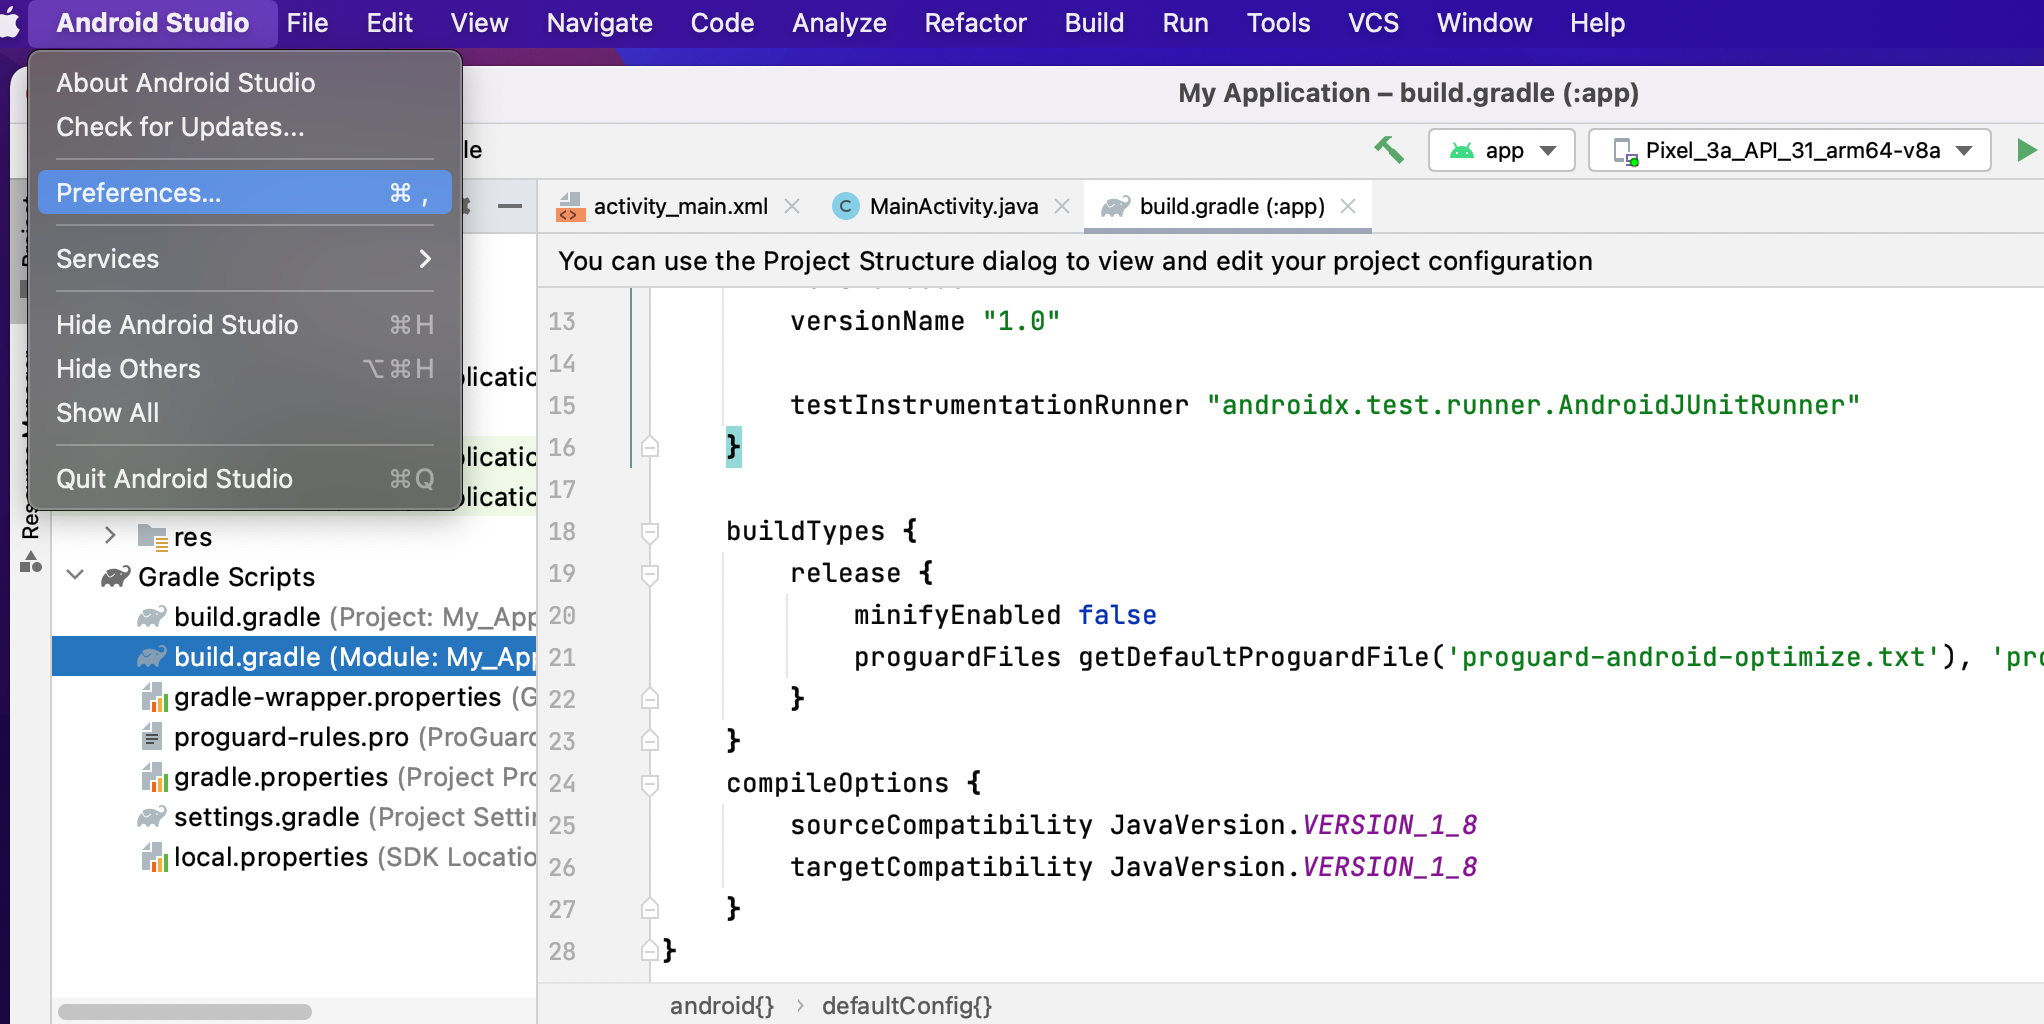 Android Studio File Edit View Navigate Code Analyze Refactor Build Run Tools VCS Window Help
About Android Studio
Check for Updates...
Preferences... ⌘ ,
Services
Hide Android Studio ⌘H
Hide Others ⌥⌘H
Show All
Quit Android Studio ⌘Q
My Application – build.gradle (:app)
le
app
Pixel_3a_API_31_arm64-v8a
activity_main.xml
C MainActivity.java
build.gradle (:app)
You can use the Project Structure dialog to view and edit your project configuration
plicatio
plicatio
plicatio
res
Gradle Scripts
build.gradle (Project: My_App
build.gradle (Module: My_App
gradle-wrapper.properties (G
proguard-rules.pro (ProGuard
gradle.properties (Project Pro
settings.gradle (Project Settin
local.properties (SDK Locatio
13 versionName "1.0"
14
15 testInstrumentationRunner "androidx.test.runner.AndroidJUnitRunner"
16 }
17
18 buildTypes {
19 release {
20 minifyEnabled false
21 proguardFiles getDefaultProguardFile('proguard-android-optimize.txt'), 'pro
22 }
23 }
24 compileOptions {
25 sourceCompatibility JavaVersion.VERSION_1_8
26 targetCompatibility JavaVersion.VERSION_1_8
27 }
28 }
android{} › defaultConfig{}